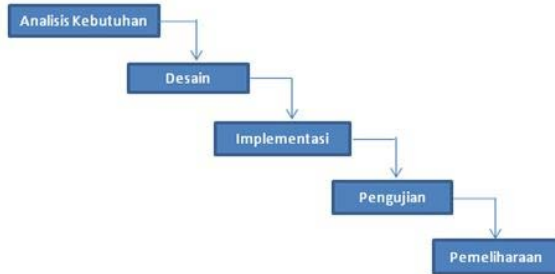 Analisis Kebutuhan
Desain
Implementasi
Pengujian
Pemeliharaan